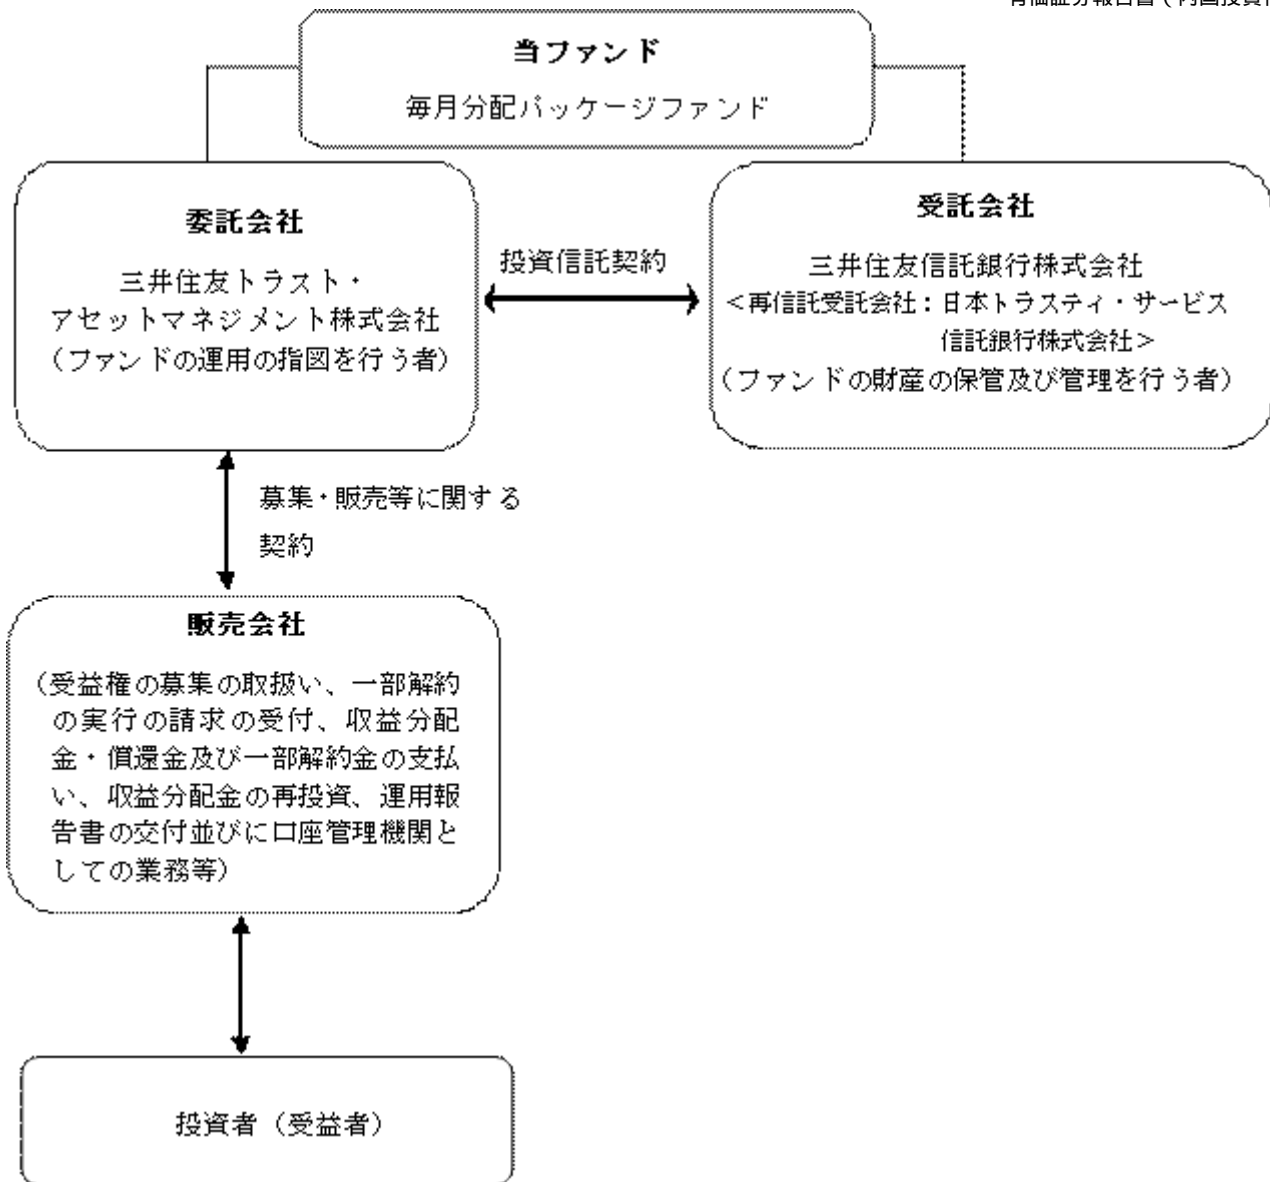 当ファンド
毎月分配パッケージファンド
委託会社
三井住友トラスト・
アセットマネジメント株式会社
(ファンドの運用の指図を行う者)
投資信託契約
受託会社
三井住友信託銀行株式会社
<再信託受託会社:日本トラスティ・サービス
信託銀行株式会社>
(ファンドの財産の保管及び管理を行う者)
募集・販売等に関する
契約
販売会社
(受益権の募集の取扱い、一部解約
の実行の請求の受付、収益分配
金・償還金及び一部解約金の支払
い、収益分配金の再投資、運用報
告書の交付並びに口座管理機関と
しての業務等)
投資者(受益者)